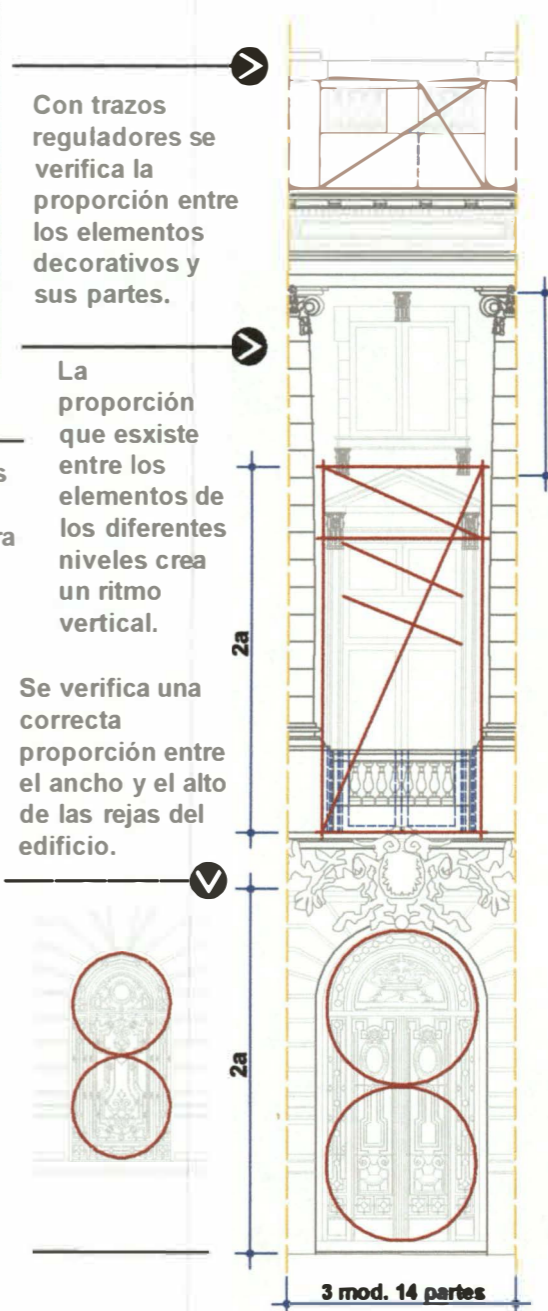 Con trazos
reguladores se
verifica la
proporción entre
los elementos
decorativos y
sus partes.
La
proporción
que esxiste
entre los
elementos de
los diferentes
niveles crea
un ritmo
vertical.
s
ra
2a
Se verifica una
correcta
proporción entre
el ancho y el alto
de las rejas del
edificio.
2a
3 mod. 14 partes